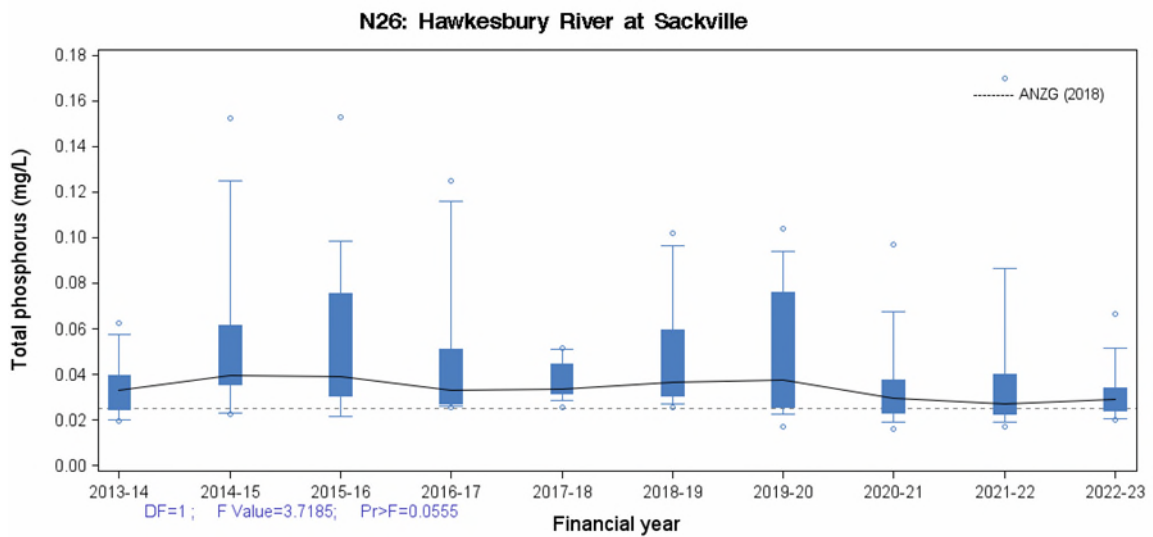 N26: Hawkesbury River at Sackville
0.18
0.16
0.14
0.12
0.10
0.08
0.06
0.04
0.02
0.00
Total phosphorus (mg/L)
ANZG (2018)
2013-14 2014-15 2015-16 2016-17 2017-18 2018-19 2019-20 2020-21 2021-22 2022-23
DF=1 ; F Value=3.7185; Pr>F=0.0555
Financial year